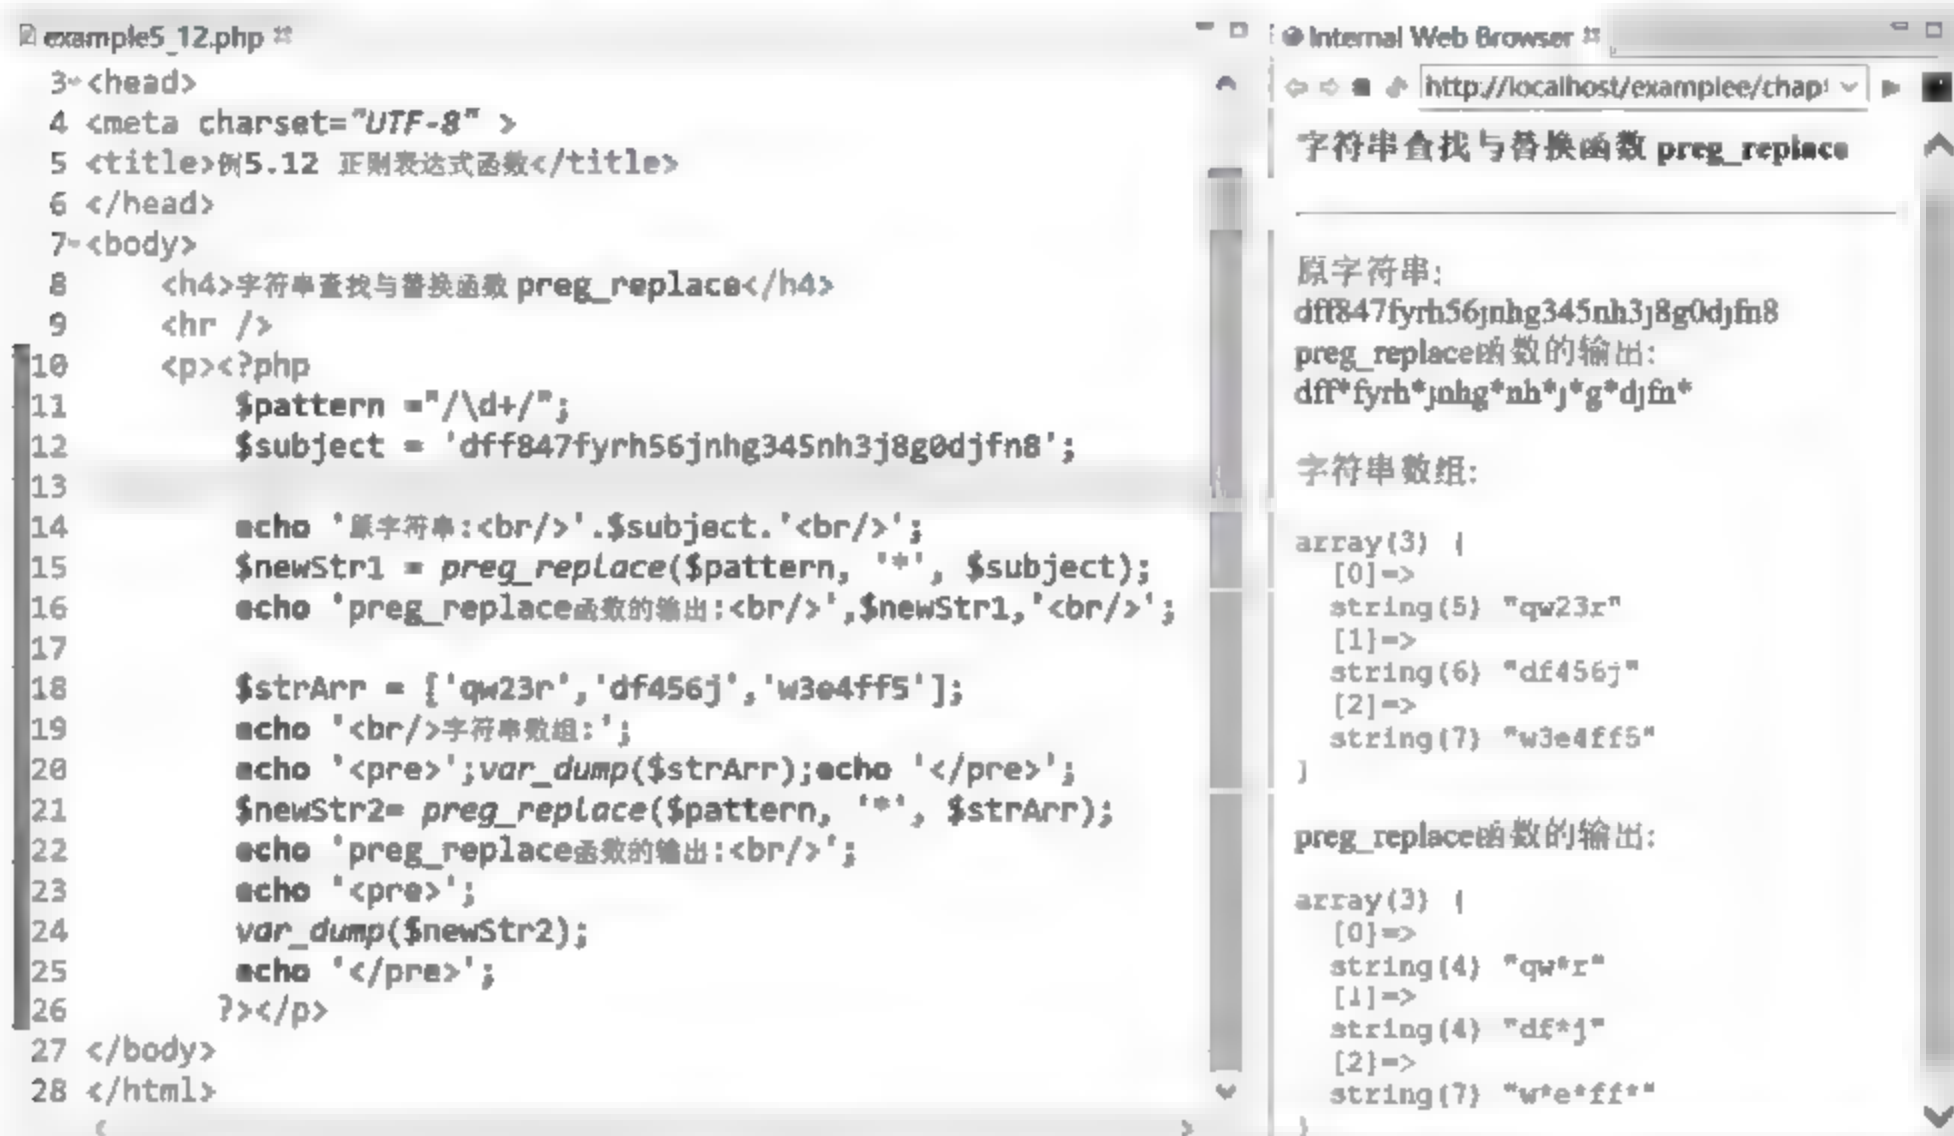 example5_12.php
3 <head>
4 <meta charset="UTF-8" >
5 <title>例5.12 正则表达式函数</title>
6 </head>
7 <body>
8 <h4>字符串查找与替换函数 preg_replace</h4>
9 <hr />
10 <p><?php
11 $pattern ="/\d+/";
12 $subject = 'dff847fyrh56jnhg345nh3j8g0djfn8';
13
14 echo '原字符串:<br/>'.$subject.'<br/>';
15 $newStr1 = preg_replace($pattern, '*', $subject);
16 echo 'preg_replace函数的输出:<br/>',$newStr1,'<br/>';
17
18 $strArr = ['qw23r','df456j','w3e4ff5'];
19 echo '<br/>字符串数组:';
20 echo '<pre>';var_dump($strArr);echo '</pre>';
21 $newStr2= preg_replace($pattern, '*', $strArr);
22 echo 'preg_replace函数的输出:<br/>';
23 echo '<pre>';
24 var_dump($newStr2);
25 echo '</pre>';
26 ?></p>
27 </body>
28 </html>
Internal Web Browser
http://localhost/examplee/chap
字符串查找与替换函数 preg_replace
原字符串:
dff847fyrh56jnhg345nh3j8g0djfn8
preg_replace函数的输出:
dff*fyrh*jnhg*nh*j*g*djfn*
字符串数组:
array(3) {
[0]=>
string(5) "qw23r"
[1]=>
string(6) "df456j"
[2]=>
string(7) "w3e4ff5"
}
preg_replace函数的输出:
array(3) {
[0]=>
string(4) "qw*r"
[1]=>
string(4) "df*j"
[2]=>
string(7) "w*e*ff*"
}